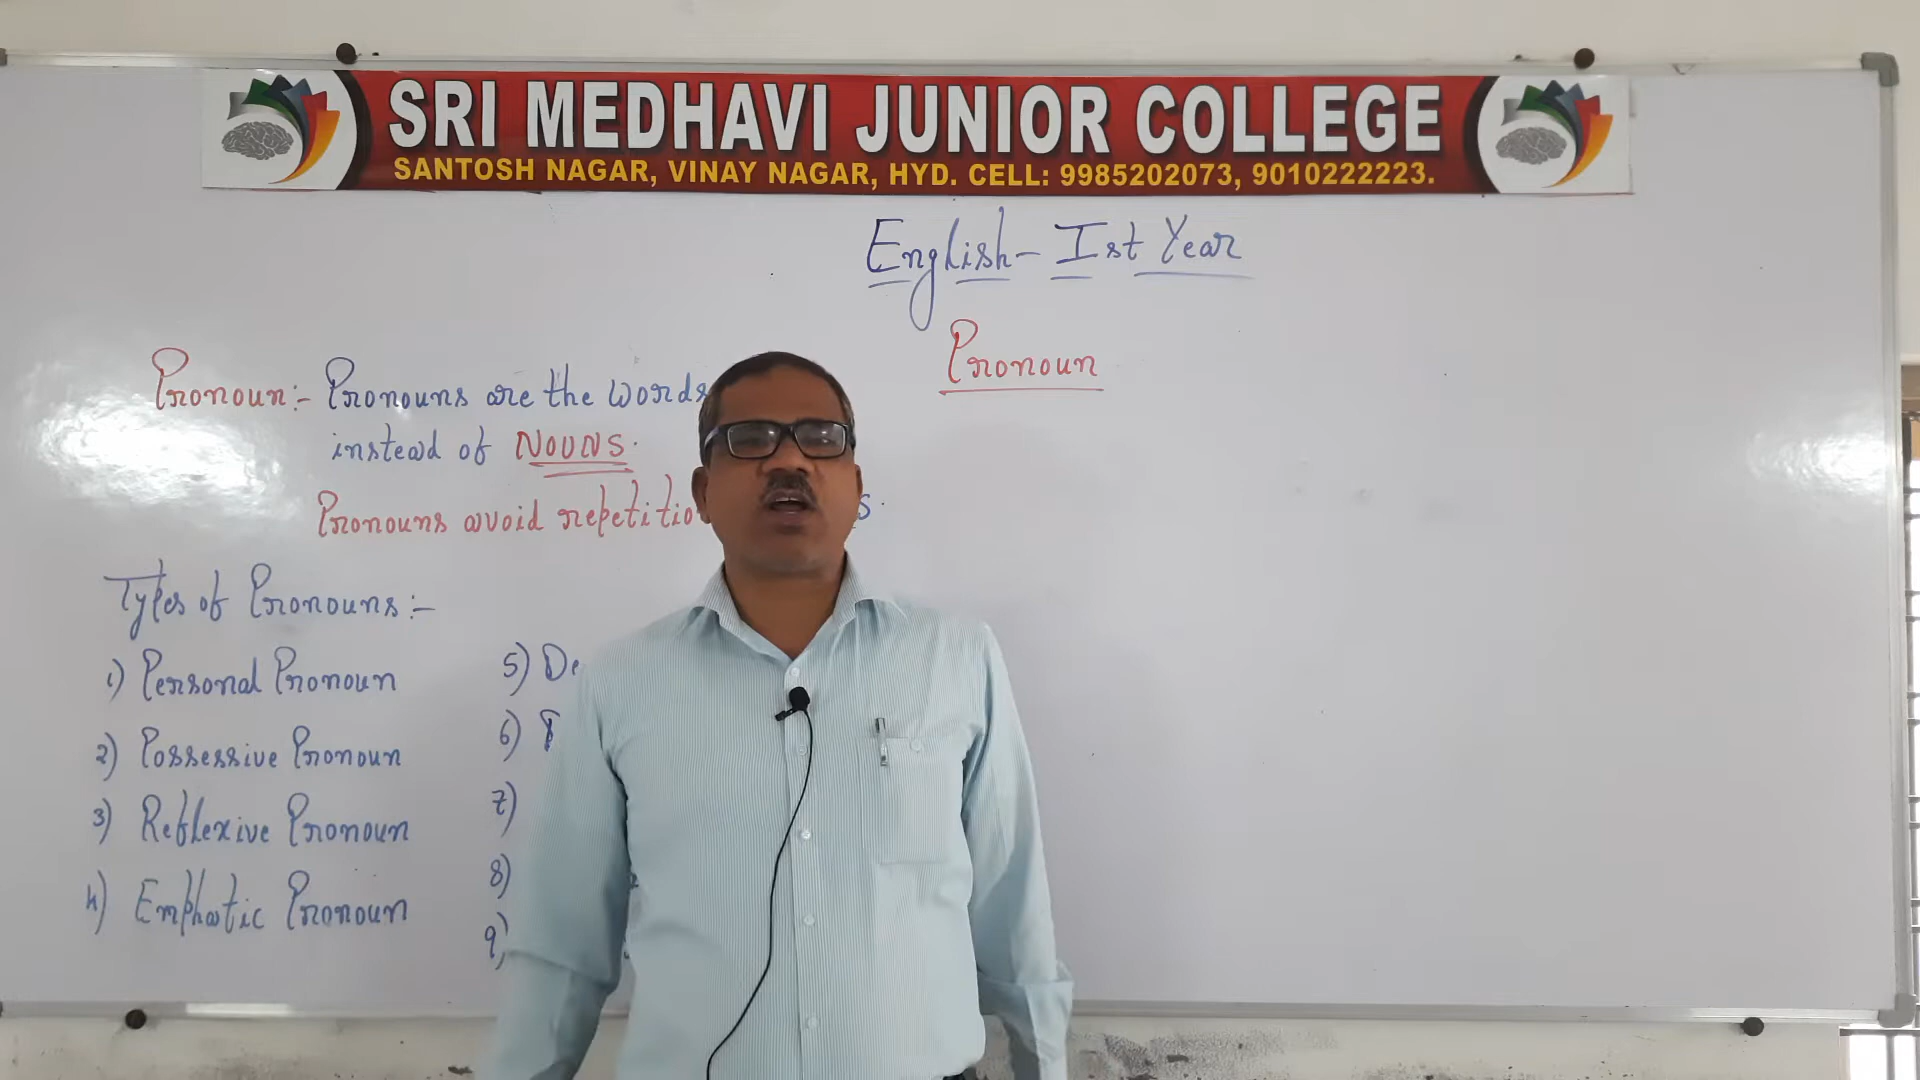 SRI MEDHAVI JUNIOR COLLEGE
SANTOSH NAGAR, VINAY NAGAR, HYD. CELL: 9985202073, 9010222223.
English - Ist Year
Pronoun
Pronoun:- Pronouns are the words
instead of NOUNS.
Pronouns avoid
Types of Pronouns:-
1) Personal Pronoun
2) Possessive Pronoun
3) Reflexive Pronoun
4) Emphatic Pronoun
5)
6)
7)
8)
9)